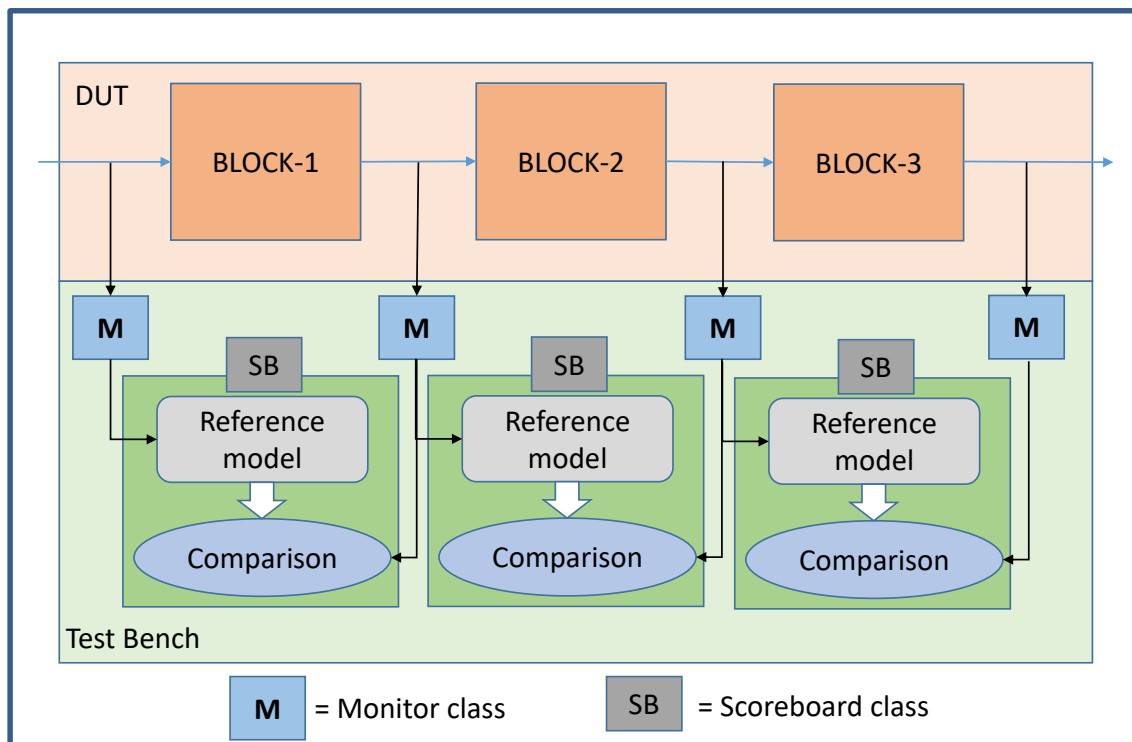 DUT
BLOCK-1
BLOCK-2
BLOCK-3
M
M
M
M
SB
SB
SB
Reference
model
Reference
model
Reference
model
Comparison
Comparison
Comparison
Test Bench
M = Monitor class
SB = Scoreboard class